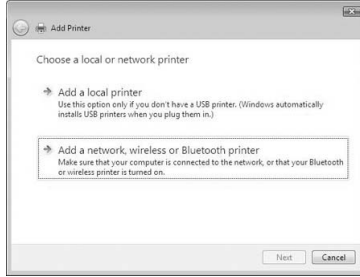 Add Printer
Choose a local or network printer
Add a local printer
Use this option only if you don't have a USB printer. (Windows automatically
installs USB printers when you plug them in.)
Add a network, wireless or Bluetooth printer
Make sure that your computer is connected to the network, or that your Bluetooth
or wireless printer is turned on.
Next
Cancel